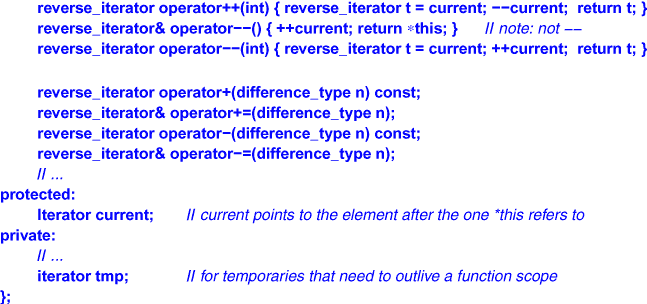 reverse_iterator operator++(int) { reverse_iterator t = current; −−current; return t; }
reverse_iterator& operator−−() { ++current; return ∗this; } // note: not −−
reverse_iterator operator−−(int) { reverse_iterator t = current; ++current; return t; }
reverse_iterator operator+(difference_type n) const;
reverse_iterator& operator+=(difference_type n);
reverse_iterator operator−(difference_type n) const;
reverse_iterator& operator−=(difference_type n);
// ...
protected:
Iterator current; // current points to the element after the one *this refers to
private:
// ...
iterator tmp; // for temporaries that need to outlive a function scope
};